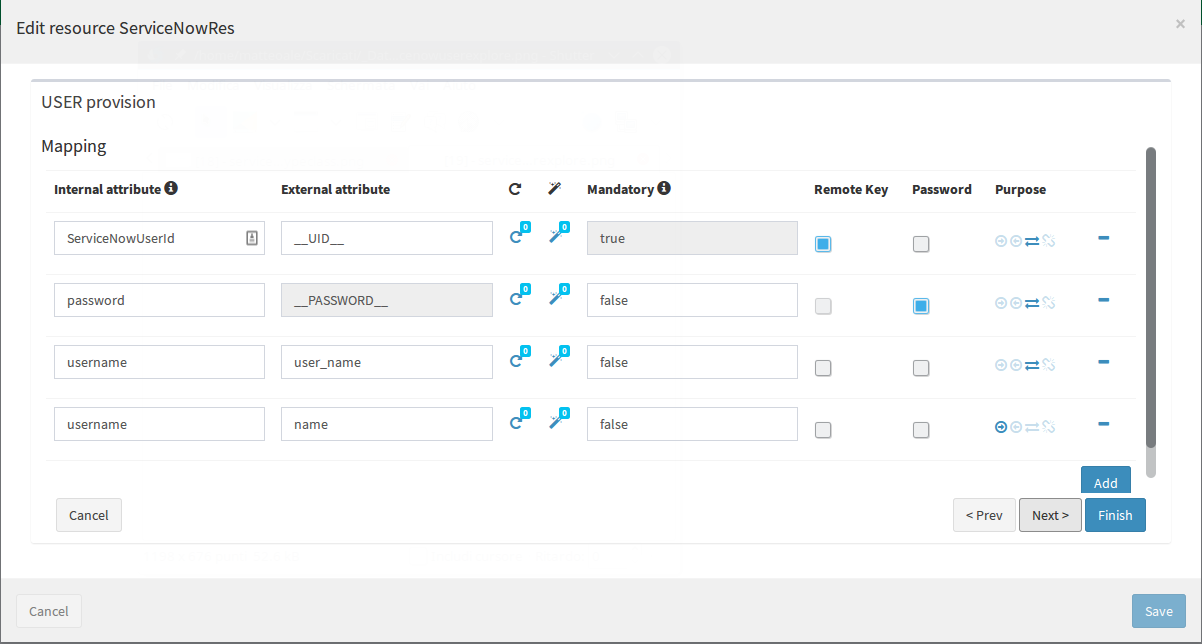 Edit resource ServiceNowRes ×
USER provision
Mapping
Internal attribute External attribute Mandatory Remote Key Password Purpose
ServiceNowUserId __UID__ 0 0 true
password __PASSWORD__ 0 0 false
username user_name 0 0 false
username name 0 0 false
Add
Cancel < Prev Next > Finish
Cancel Save